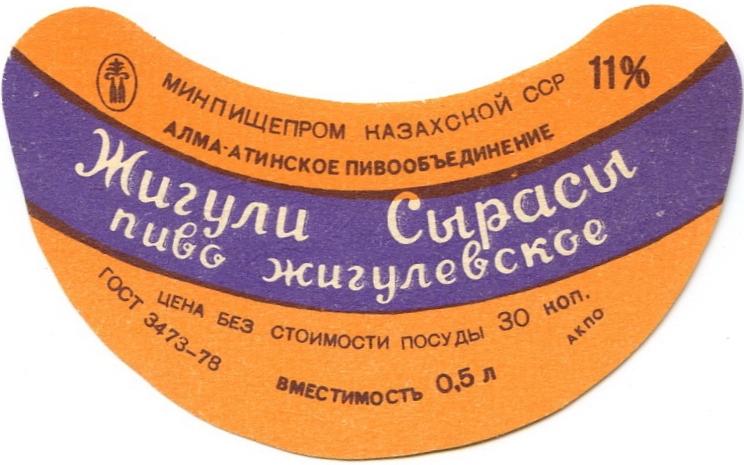 МИНПИЩЕПРОМ КАЗАХСКОЙ ССР
11%
АЛМА-АТИНСКОЕ ПИВООБЪЕДИНЕНИЕ
Жигули Сырасы
пиво жигулевское
ЦЕНА БЕЗ СТОИМОСТИ ПОСУДЫ 30 КОП.
ГОСТ 3473-78
АКПО
ВМЕСТИМОСТЬ 0,5 л